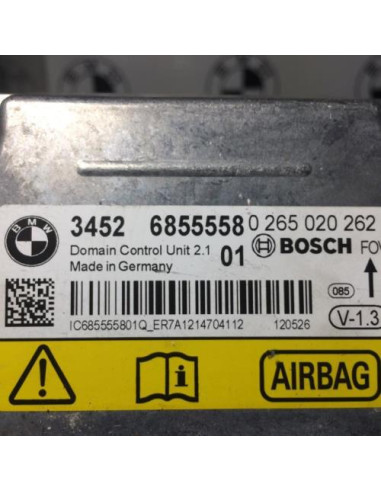 BMW
3452 6855558 0 265 020 262
Domain Control Unit 2.1 01 BOSCH
Made in Germany
085
V-1.3
IC685555801Q_ER7A1214704112 120526
AIRBAG